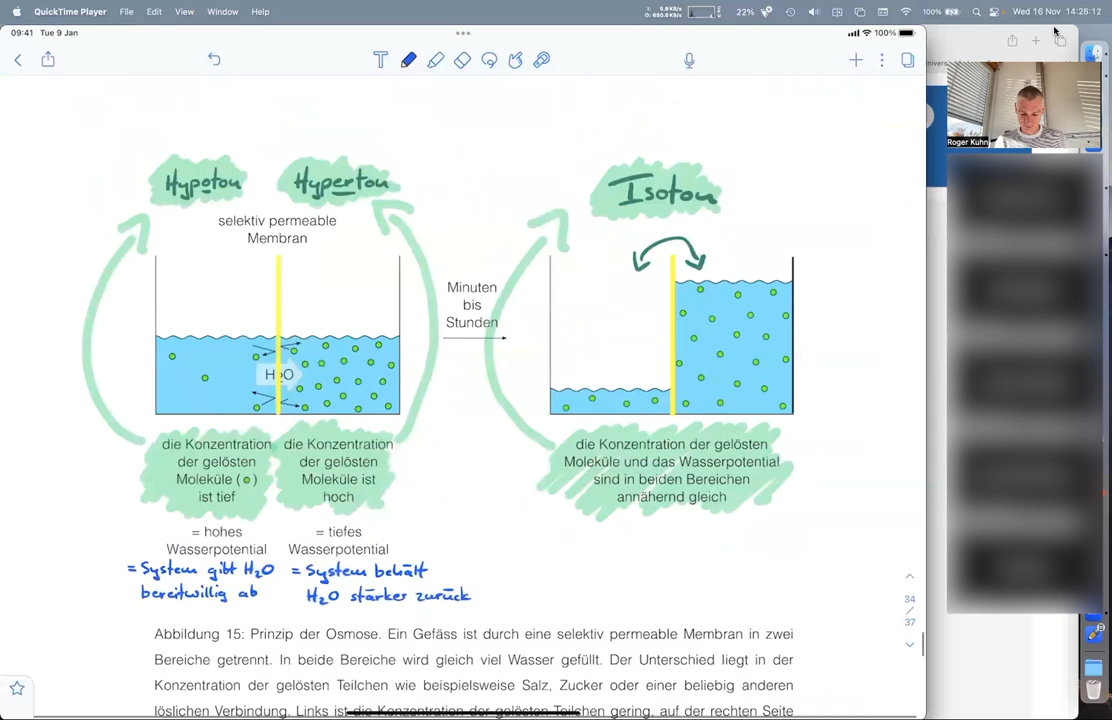 QuickTime Player File Edit View Window Help
22% 100% Wed 16 Nov 14:26:12
09:41 Tue 9 Jan
100%
Roger Kuhn
Hypoton Hyperton
Isoton
selektiv permeable
Membran
Minuten
bis
Stunden
H2O
die Konzentration
der gelösten
Moleküle ( )
ist tief
die Konzentration
der gelösten
Moleküle ist
hoch
die Konzentration der gelösten
Moleküle und das Wasserpotential
sind in beiden Bereichen
annähernd gleich
= hohes
Wasserpotential
= tiefes
Wasserpotential
= System gibt H2O
bereitwillig ab
= System behält
H2O stärker zurück
34
/
37
Abbildung 15: Prinzip der Osmose. Ein Gefäss ist durch eine selektiv permeable Membran in zwei
Bereiche getrennt. In beide Bereiche wird gleich viel Wasser gefüllt. Der Unterschied liegt in der
Konzentration der gelösten Teilchen wie beispielsweise Salz, Zucker oder einer beliebig anderen
löslichen Verbindung. Links ist die Konzentration der gelösten Teilchen gering, auf der rechten Seite